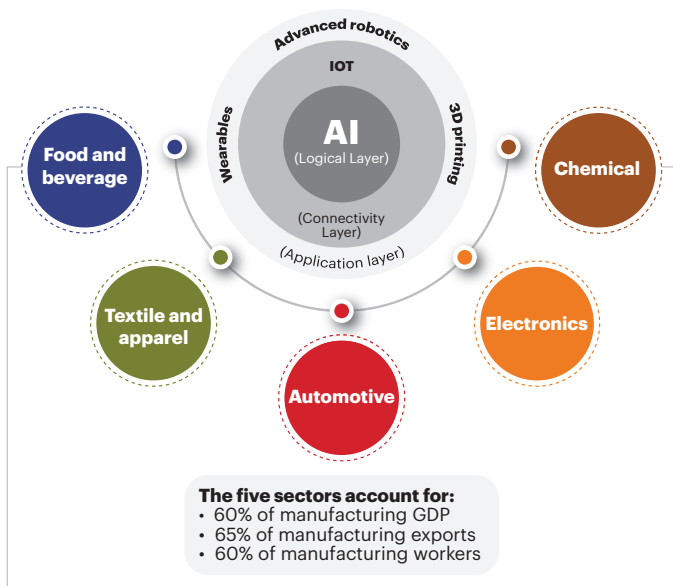 Advanced robotics
IOT
Wearables
3D printing
AI
(Logical Layer)
(Connectivity
Layer)
(Application layer)
Food and
beverage
Chemical
Textile and
apparel
Electronics
Automotive
The five sectors account for:
• 60% of manufacturing GDP
• 65% of manufacturing exports
• 60% of manufacturing workers